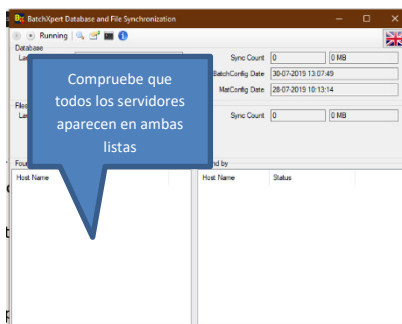 BatchXpert Database and File Synchronization
Running
Database
Sync Count 0 0 MB
BatchConfig Date 30-07-2019 13:07:49
MatConfig Date 28-07-2019 10:13:14
Sync Count 0 0 MB
Compruebe que
todos los servidores
aparecen en ambas
listas
Host Name
Host Name Status